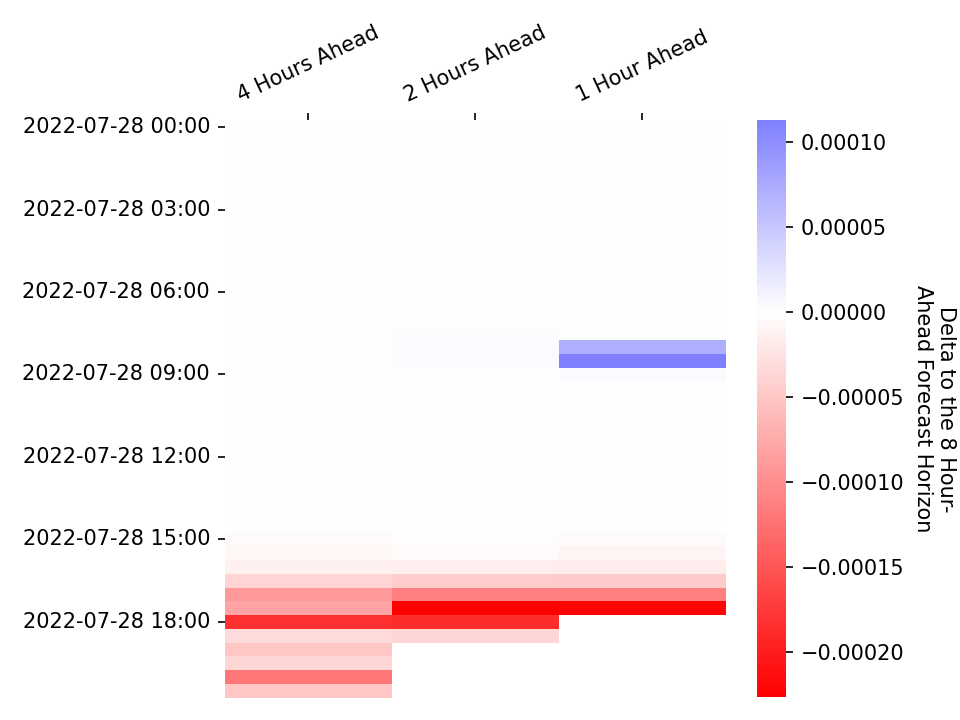 4 Hours Ahead
2 Hours Ahead
1 Hour Ahead
2022-07-28 00:00
2022-07-28 03:00
2022-07-28 06:00
2022-07-28 09:00
2022-07-28 12:00
2022-07-28 15:00
2022-07-28 18:00
0.00010
0.00005
0.00000
−0.00005
−0.00010
−0.00015
−0.00020
Delta to the 8 Hour-
Ahead Forecast Horizon